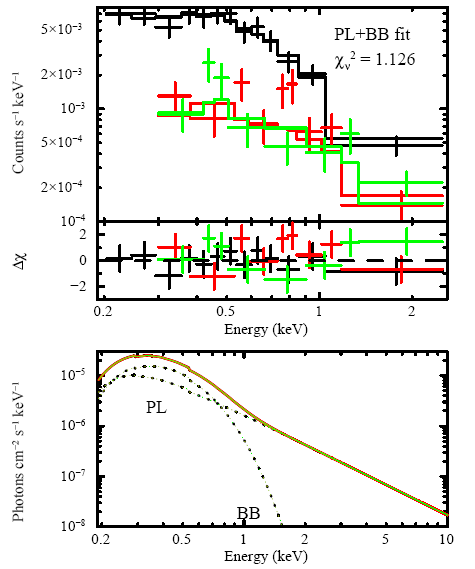 PL+BB fit
χν² = 1.126
Counts s⁻¹ keV⁻¹
5×10⁻³
2×10⁻³
10⁻³
5×10⁻⁴
2×10⁻⁴
10⁻⁴
Δχ
2
0
−2
0.2 0.5 1 2
Energy (keV)
Photons cm⁻² s⁻¹ keV⁻¹
10⁻⁵
10⁻⁶
10⁻⁷
10⁻⁸
PL
BB
0.2 0.5 1 2 5 10
Energy (keV)